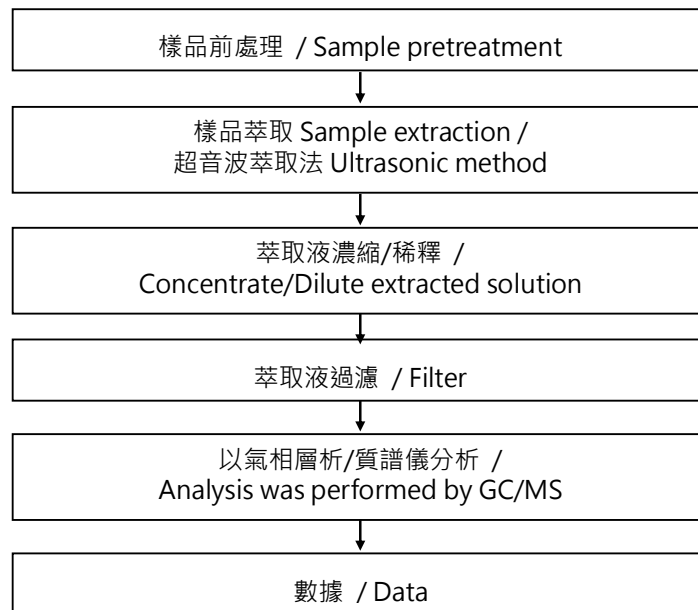 樣品前處理 / Sample pretreatment
樣品萃取 Sample extraction /
超音波萃取法 Ultrasonic method
萃取液濃縮/稀釋 /
Concentrate/Dilute extracted solution
萃取液過濾 / Filter
以氣相層析/質譜儀分析 /
Analysis was performed by GC/MS
數據 / Data